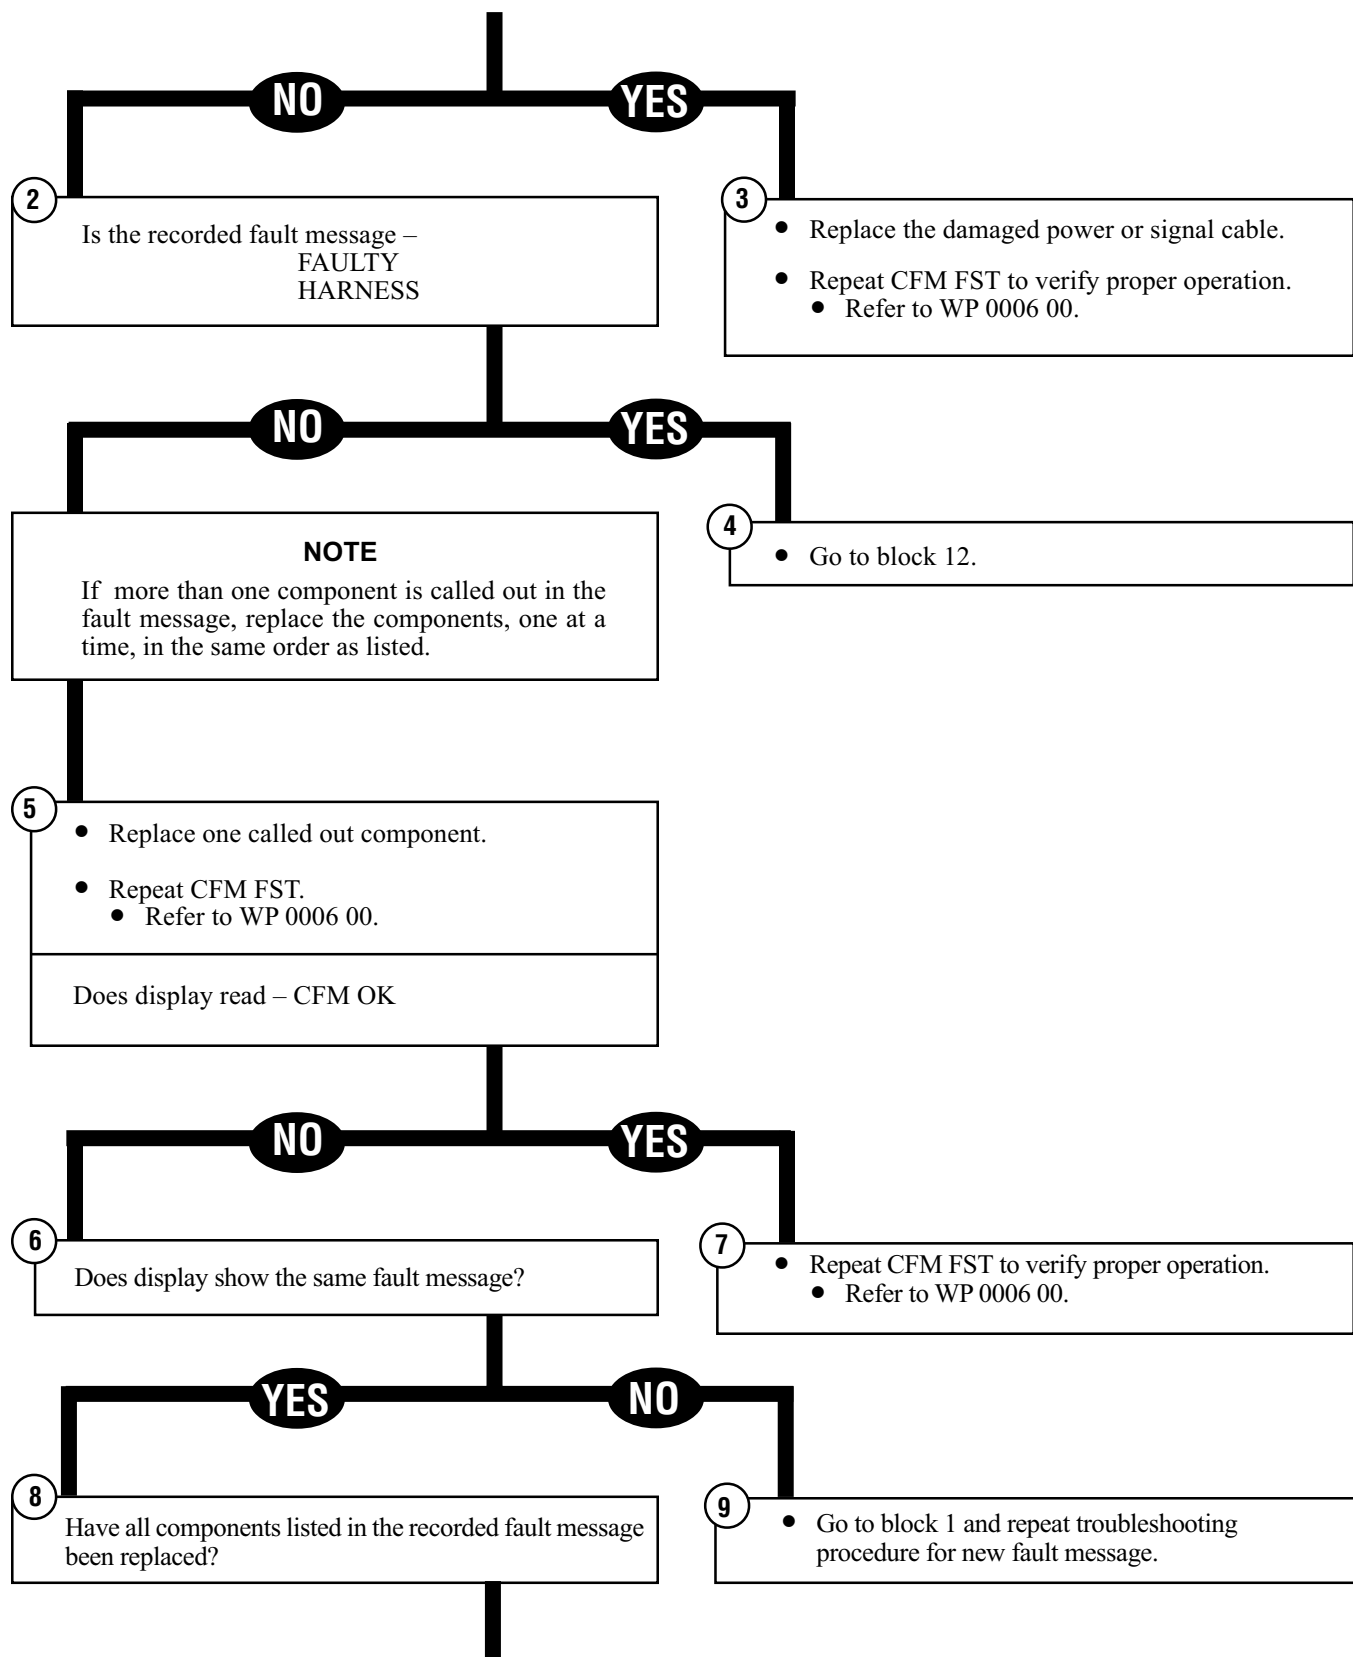 NO
YES
2
Is the recorded fault message –
FAULTY
HARNESS
3
• Replace the damaged power or signal cable.
• Repeat CFM FST to verify proper operation.
• Refer to WP 0006 00.
NO
YES
NOTE
If more than one component is called out in the
fault message, replace the components, one at a
time, in the same order as listed.
4
• Go to block 12.
5
• Replace one called out component.
• Repeat CFM FST.
• Refer to WP 0006 00.
Does display read – CFM OK
NO
YES
6
Does display show the same fault message?
7
• Repeat CFM FST to verify proper operation.
• Refer to WP 0006 00.
YES
NO
8
Have all components listed in the recorded fault message
been replaced?
9
• Go to block 1 and repeat troubleshooting
procedure for new fault message.